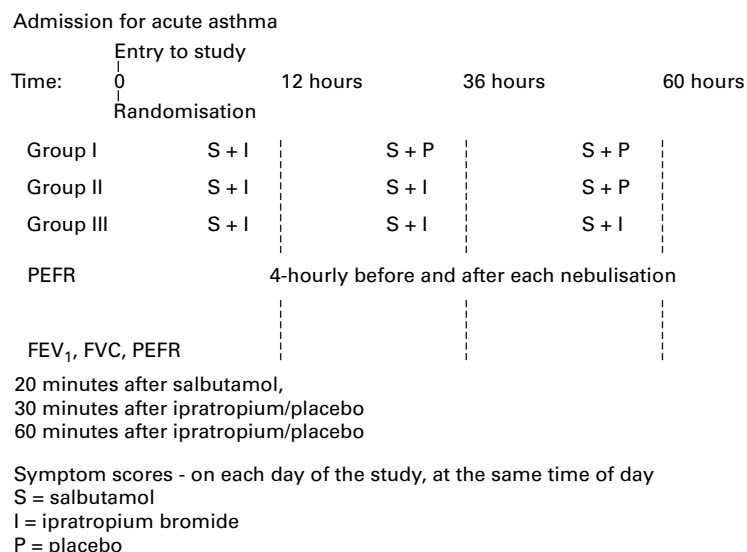 Admission for acute asthma
Entry to study
Time: 0 12 hours 36 hours 60 hours
Randomisation
Group I S + I S + P S + P
Group II S + I S + I S + P
Group III S + I S + I S + I
PEFR 4-hourly before and after each nebulisation
FEV₁, FVC, PEFR
20 minutes after salbutamol,
30 minutes after ipratropium/placebo
60 minutes after ipratropium/placebo
Symptom scores - on each day of the study, at the same time of day
S = salbutamol
I = ipratropium bromide
P = placebo